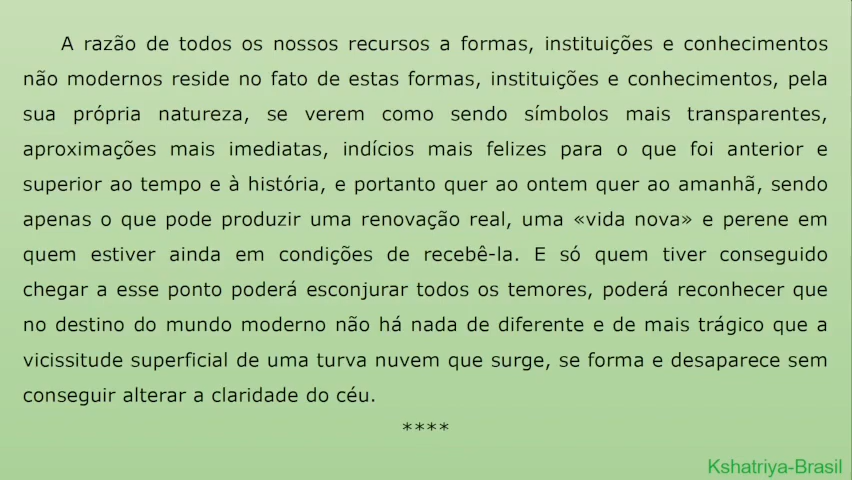 A razão de todos os nossos recursos a formas, instituições e conhecimentos
não modernos reside no fato de estas formas, instituições e conhecimentos, pela
sua própria natureza, se verem como sendo símbolos mais transparentes,
aproximações mais imediatas, indícios mais felizes para o que foi anterior e
superior ao tempo e à história, e portanto quer ao ontem quer ao amanhã, sendo
apenas o que pode produzir uma renovação real, uma «vida nova» e perene em
quem estiver ainda em condições de recebê-la. E só quem tiver conseguido
chegar a esse ponto poderá esconjurar todos os temores, poderá reconhecer que
no destino do mundo moderno não há nada de diferente e de mais trágico que a
vicissitude superficial de uma turva nuvem que surge, se forma e desaparece sem
conseguir alterar a claridade do céu.
****
Kshatriya-Brasil